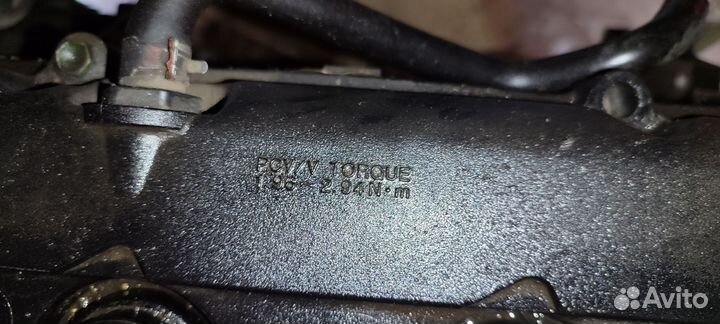 PCV/V TORQUE
1.96~2.94N·m
Avito